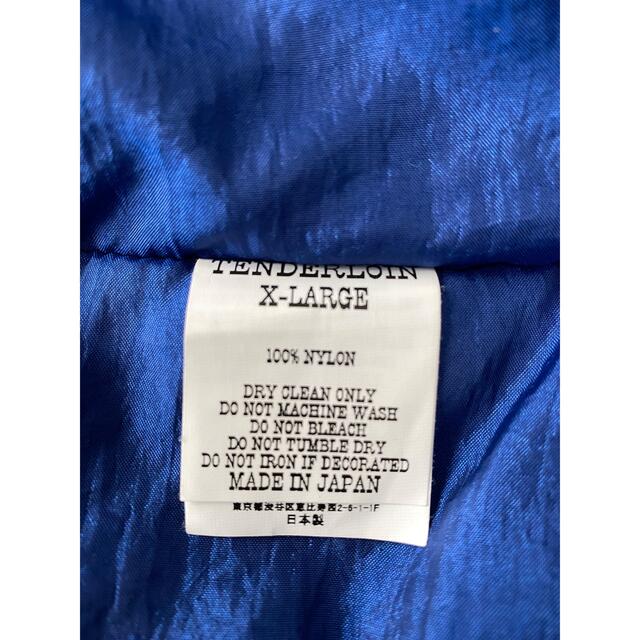 TENDERLOIN
X-LARGE
100% NYLON
DRY CLEAN ONLY
DO NOT MACHINE WASH
DO NOT BLEACH
DO NOT TUMBLE DRY
DO NOT IRON IF DECORATED
MADE IN JAPAN
東京都渋谷区恵比寿西2-6-1-1F
日本製